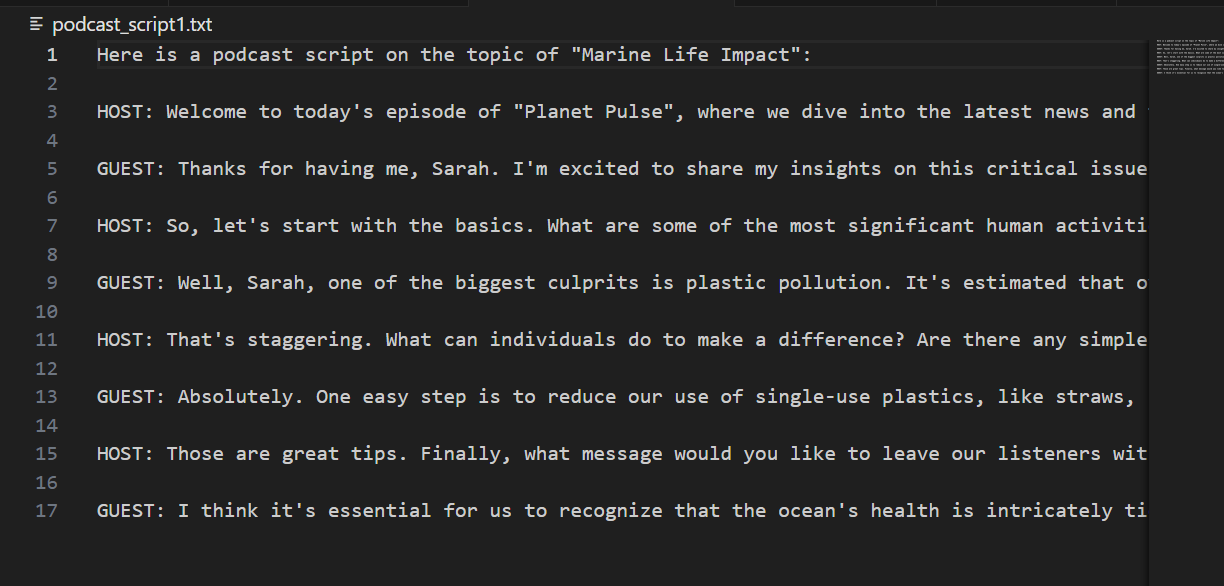 podcast_script1.txt
1 Here is a podcast script on the topic of "Marine Life Impact":
2
3 HOST: Welcome to today's episode of "Planet Pulse", where we dive into the latest news and
4
5 GUEST: Thanks for having me, Sarah. I'm excited to share my insights on this critical issue
6
7 HOST: So, let's start with the basics. What are some of the most significant human activiti
8
9 GUEST: Well, Sarah, one of the biggest culprits is plastic pollution. It's estimated that o
10
11 HOST: That's staggering. What can individuals do to make a difference? Are there any simple
12
13 GUEST: Absolutely. One easy step is to reduce our use of single-use plastics, like straws,
14
15 HOST: Those are great tips. Finally, what message would you like to leave our listeners wit
16
17 GUEST: I think it's essential for us to recognize that the ocean's health is intricately ti